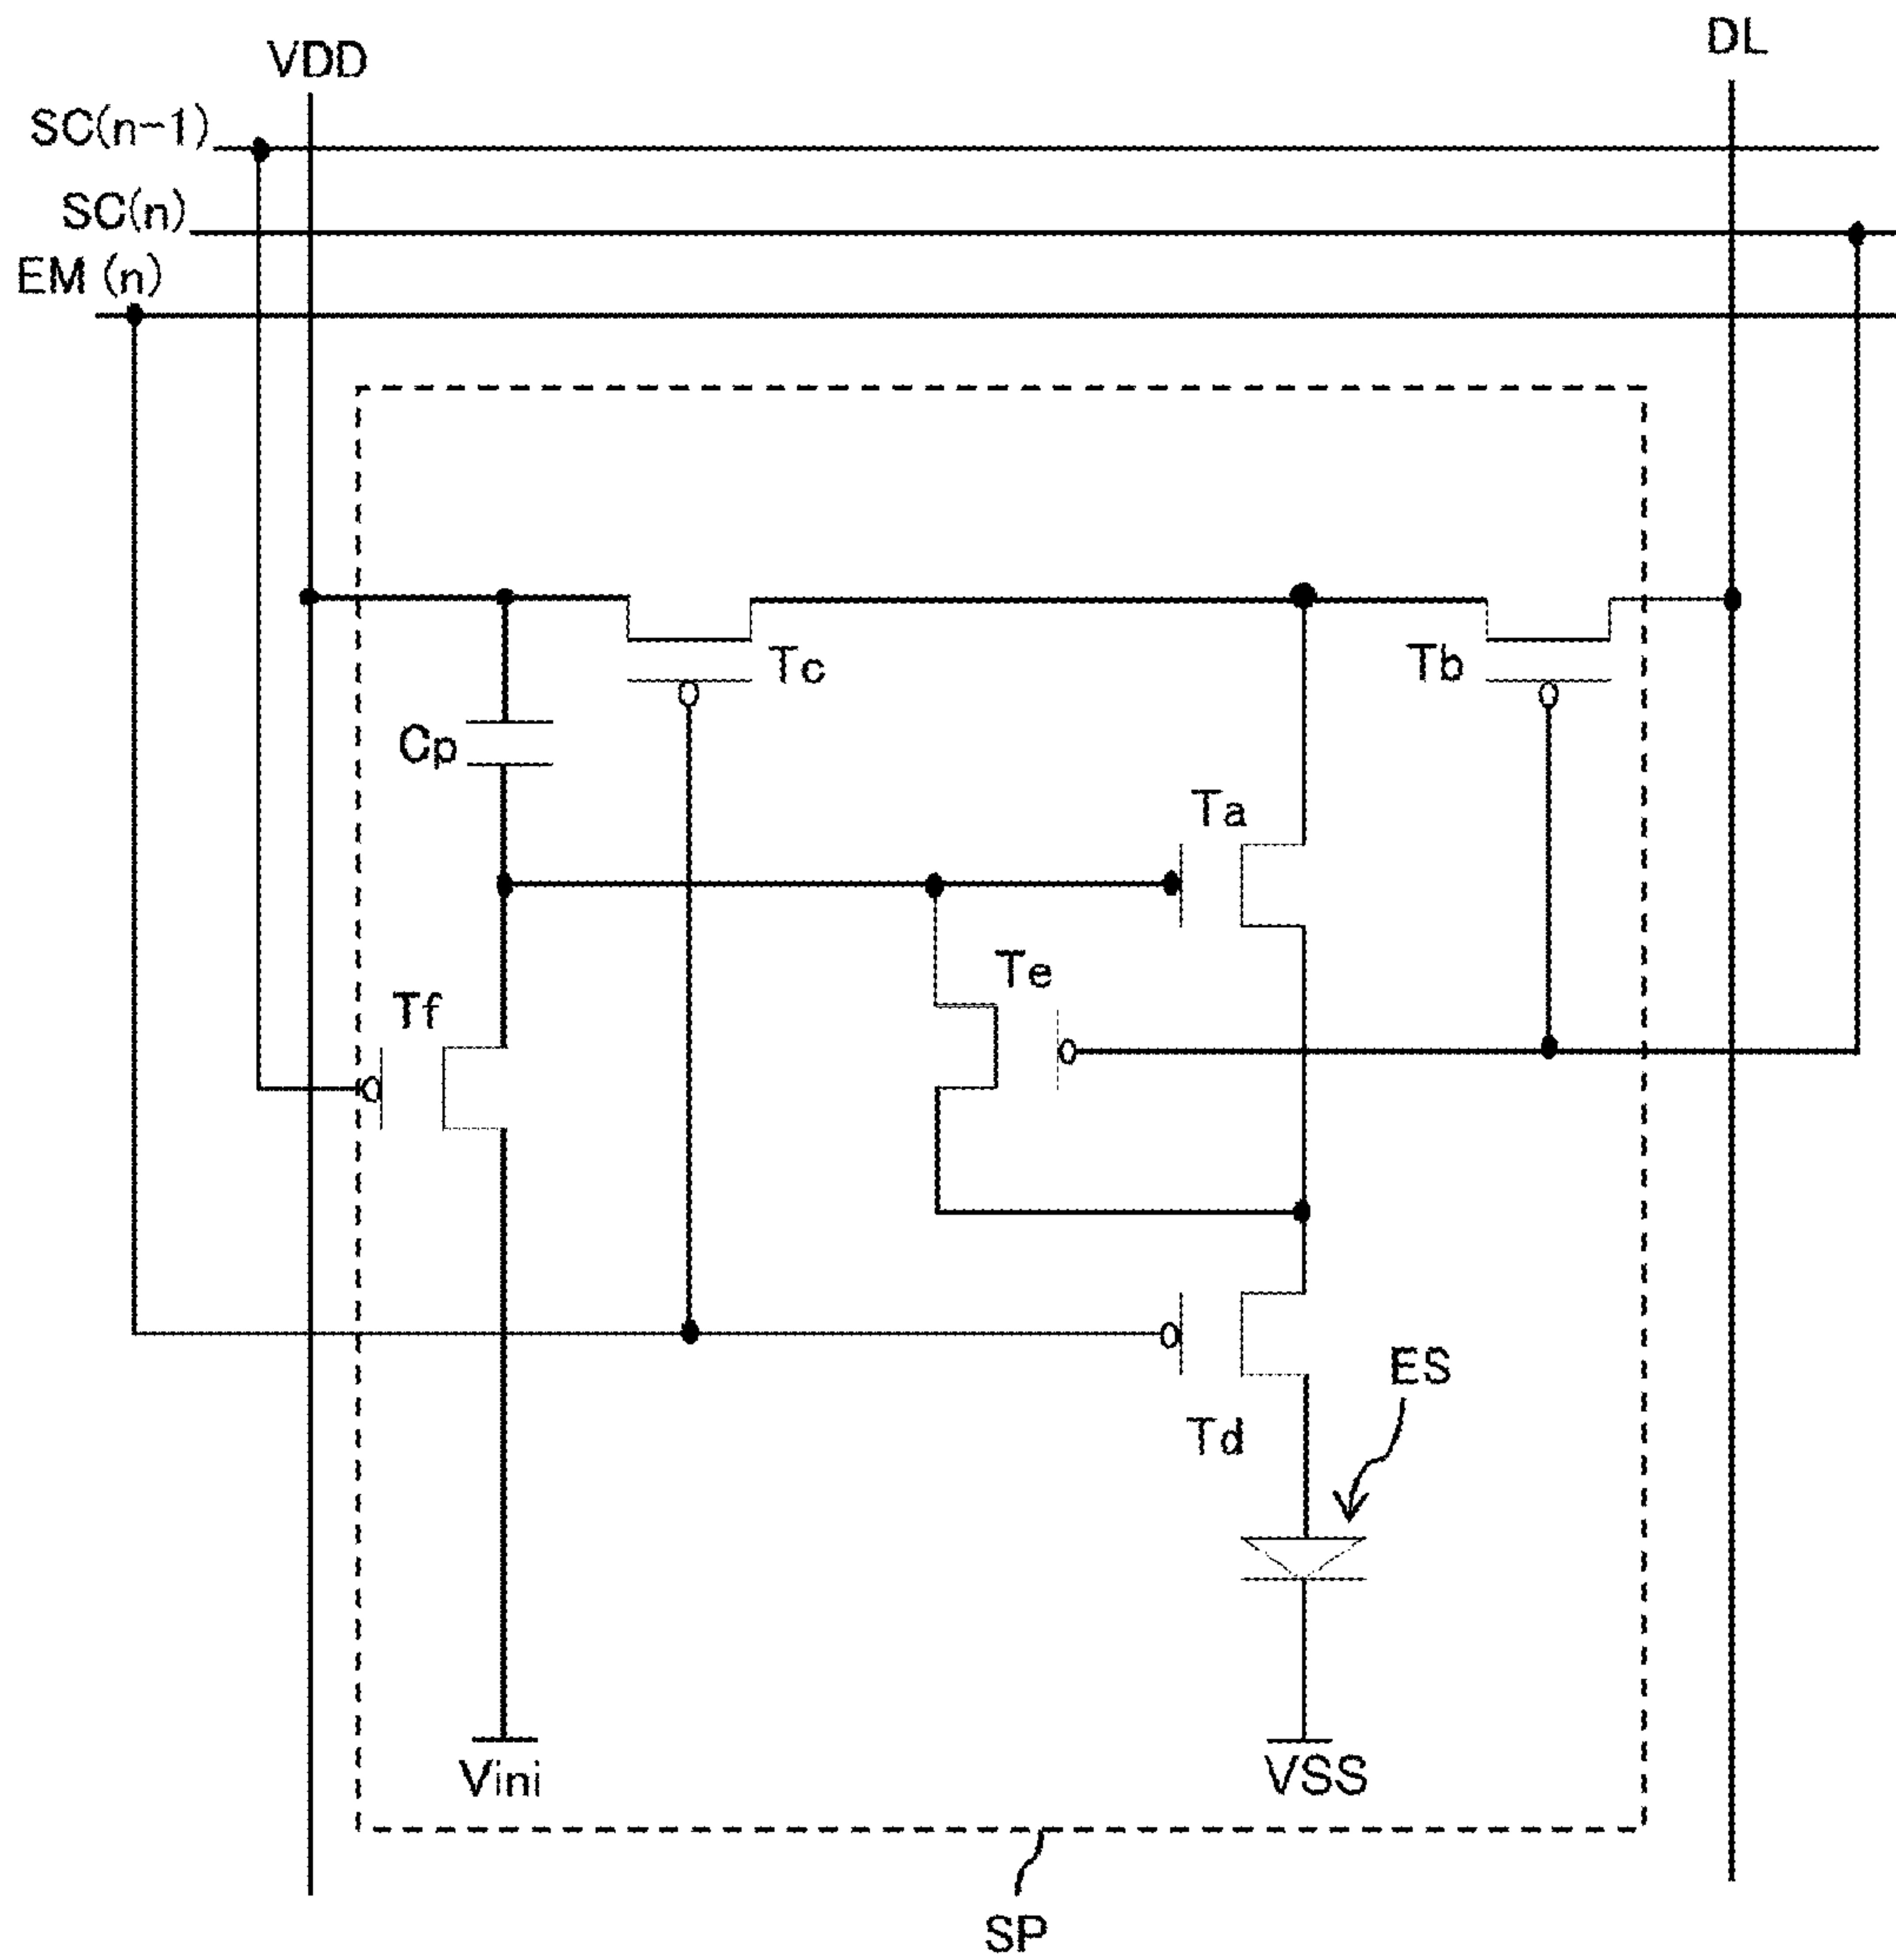 VDD
DL
SC(n-1)
SC(n)
EM (n)
Tc
Tb
Cp
Ta
Te
Tf
ES
Td
Vini
VSS
SP